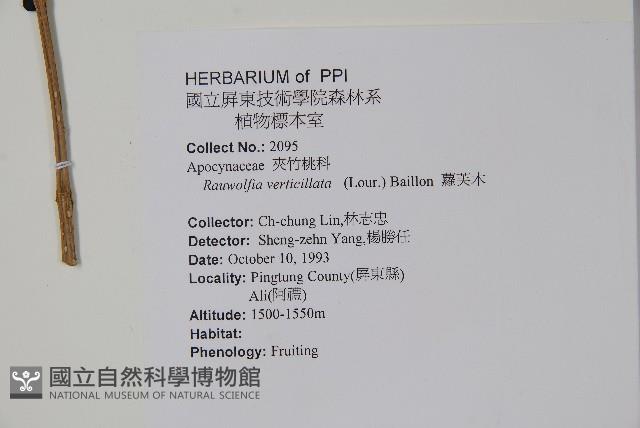 HERBARIUM of PPI
國立屏東技術學院森林系
植物標本室
Collect No.: 2095
Apocynaceae 夾竹桃科
Rauwolfia verticillata (Lour.) Baillon 蘿芙木
Collector: Ch-chung Lin,林志忠
Detector: Sheng-zehn Yang,楊勝任
Date: October 10, 1993
Locality: Pingtung County(屏東縣)
Ali(阿禮)
Altitude: 1500-1550m
Habitat:
Phenology: Fruiting
國立自然科學博物館
NATIONAL MUSEUM OF NATURAL SCIENCE